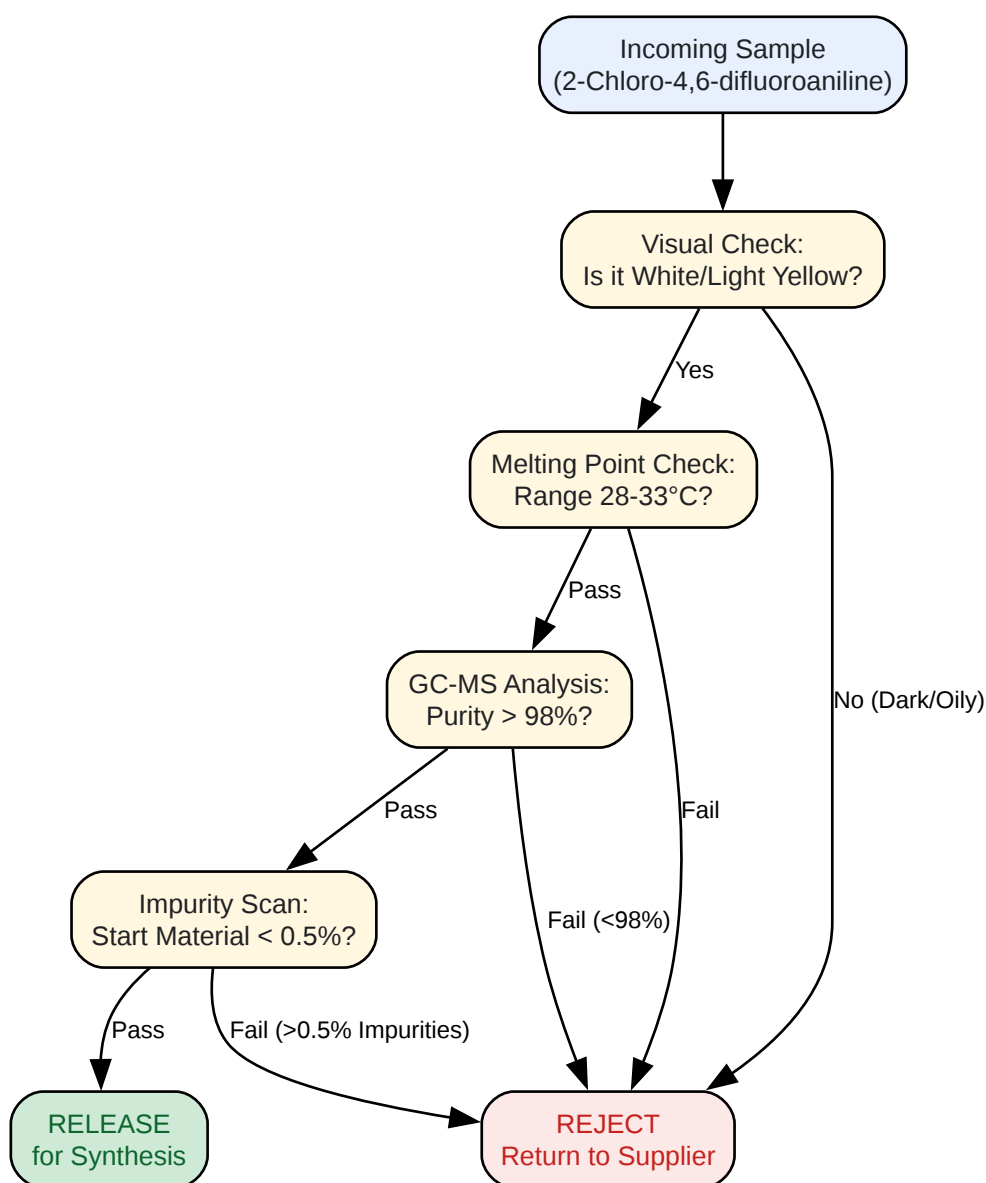 Incoming Sample
(2-Chloro-4,6-difluoroaniline)
Visual Check:
Is it White/Light Yellow?
Yes
Melting Point Check:
Range 28-33°C?
Pass
GC-MS Analysis:
Purity > 98%?
No (Dark/Oily)
Pass
Fail
Impurity Scan:
Start Material < 0.5%?
Fail (<98%)
Pass
Fail (>0.5% Impurities)
RELEASE
for Synthesis
REJECT
Return to Supplier